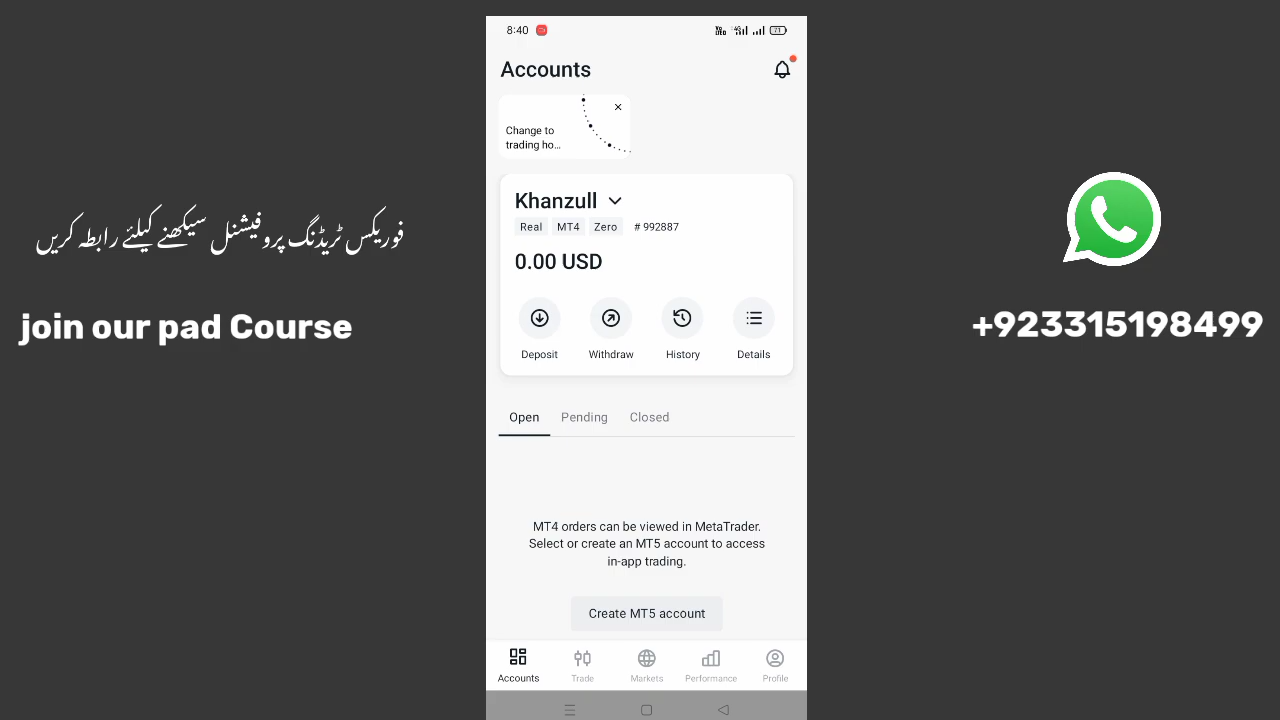 8:40
Accounts
Change to
trading ho...
Khanzull
Real MT4 Zero # 992887
0.00 USD
Deposit Withdraw History Details
Open Pending Closed
MT4 orders can be viewed in MetaTrader.
Select or create an MT5 account to access
in-app trading.
Create MT5 account
Accounts Trade Markets Performance Profile
فوریکس ٹریڈنگ پروفیشنل سیکھنے کیلئے رابطہ کریں
join our pad Course
+923315198499